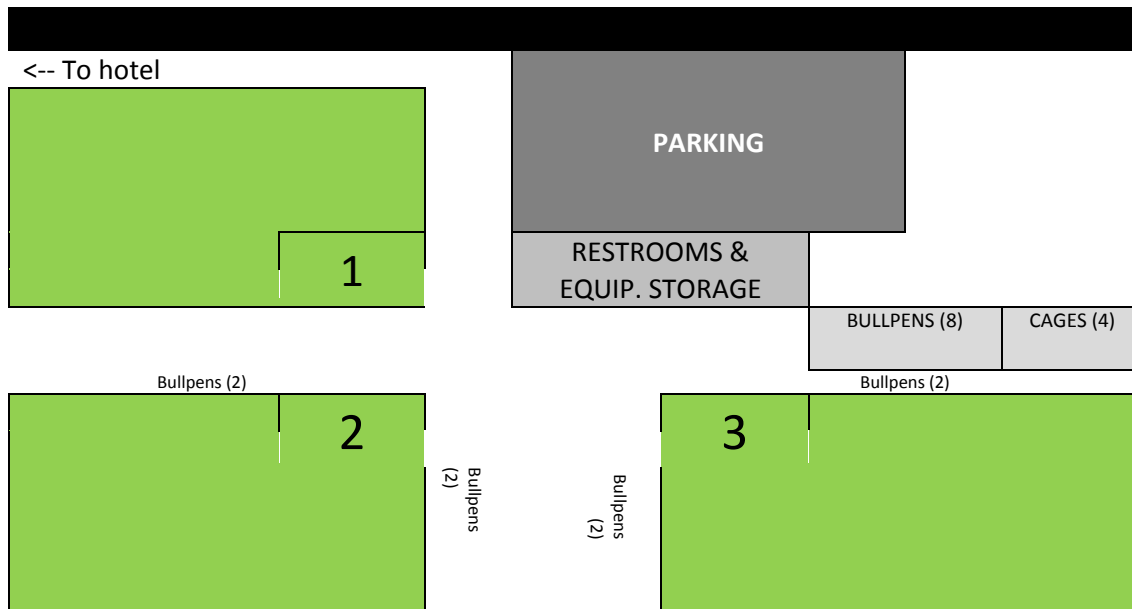 <-- To hotel
PARKING
1
RESTROOMS &
EQUIP. STORAGE
BULLPENS (8)
CAGES (4)
Bullpens (2)
Bullpens (2)
2
3
Bullpens
(2)
Bullpens
(2)